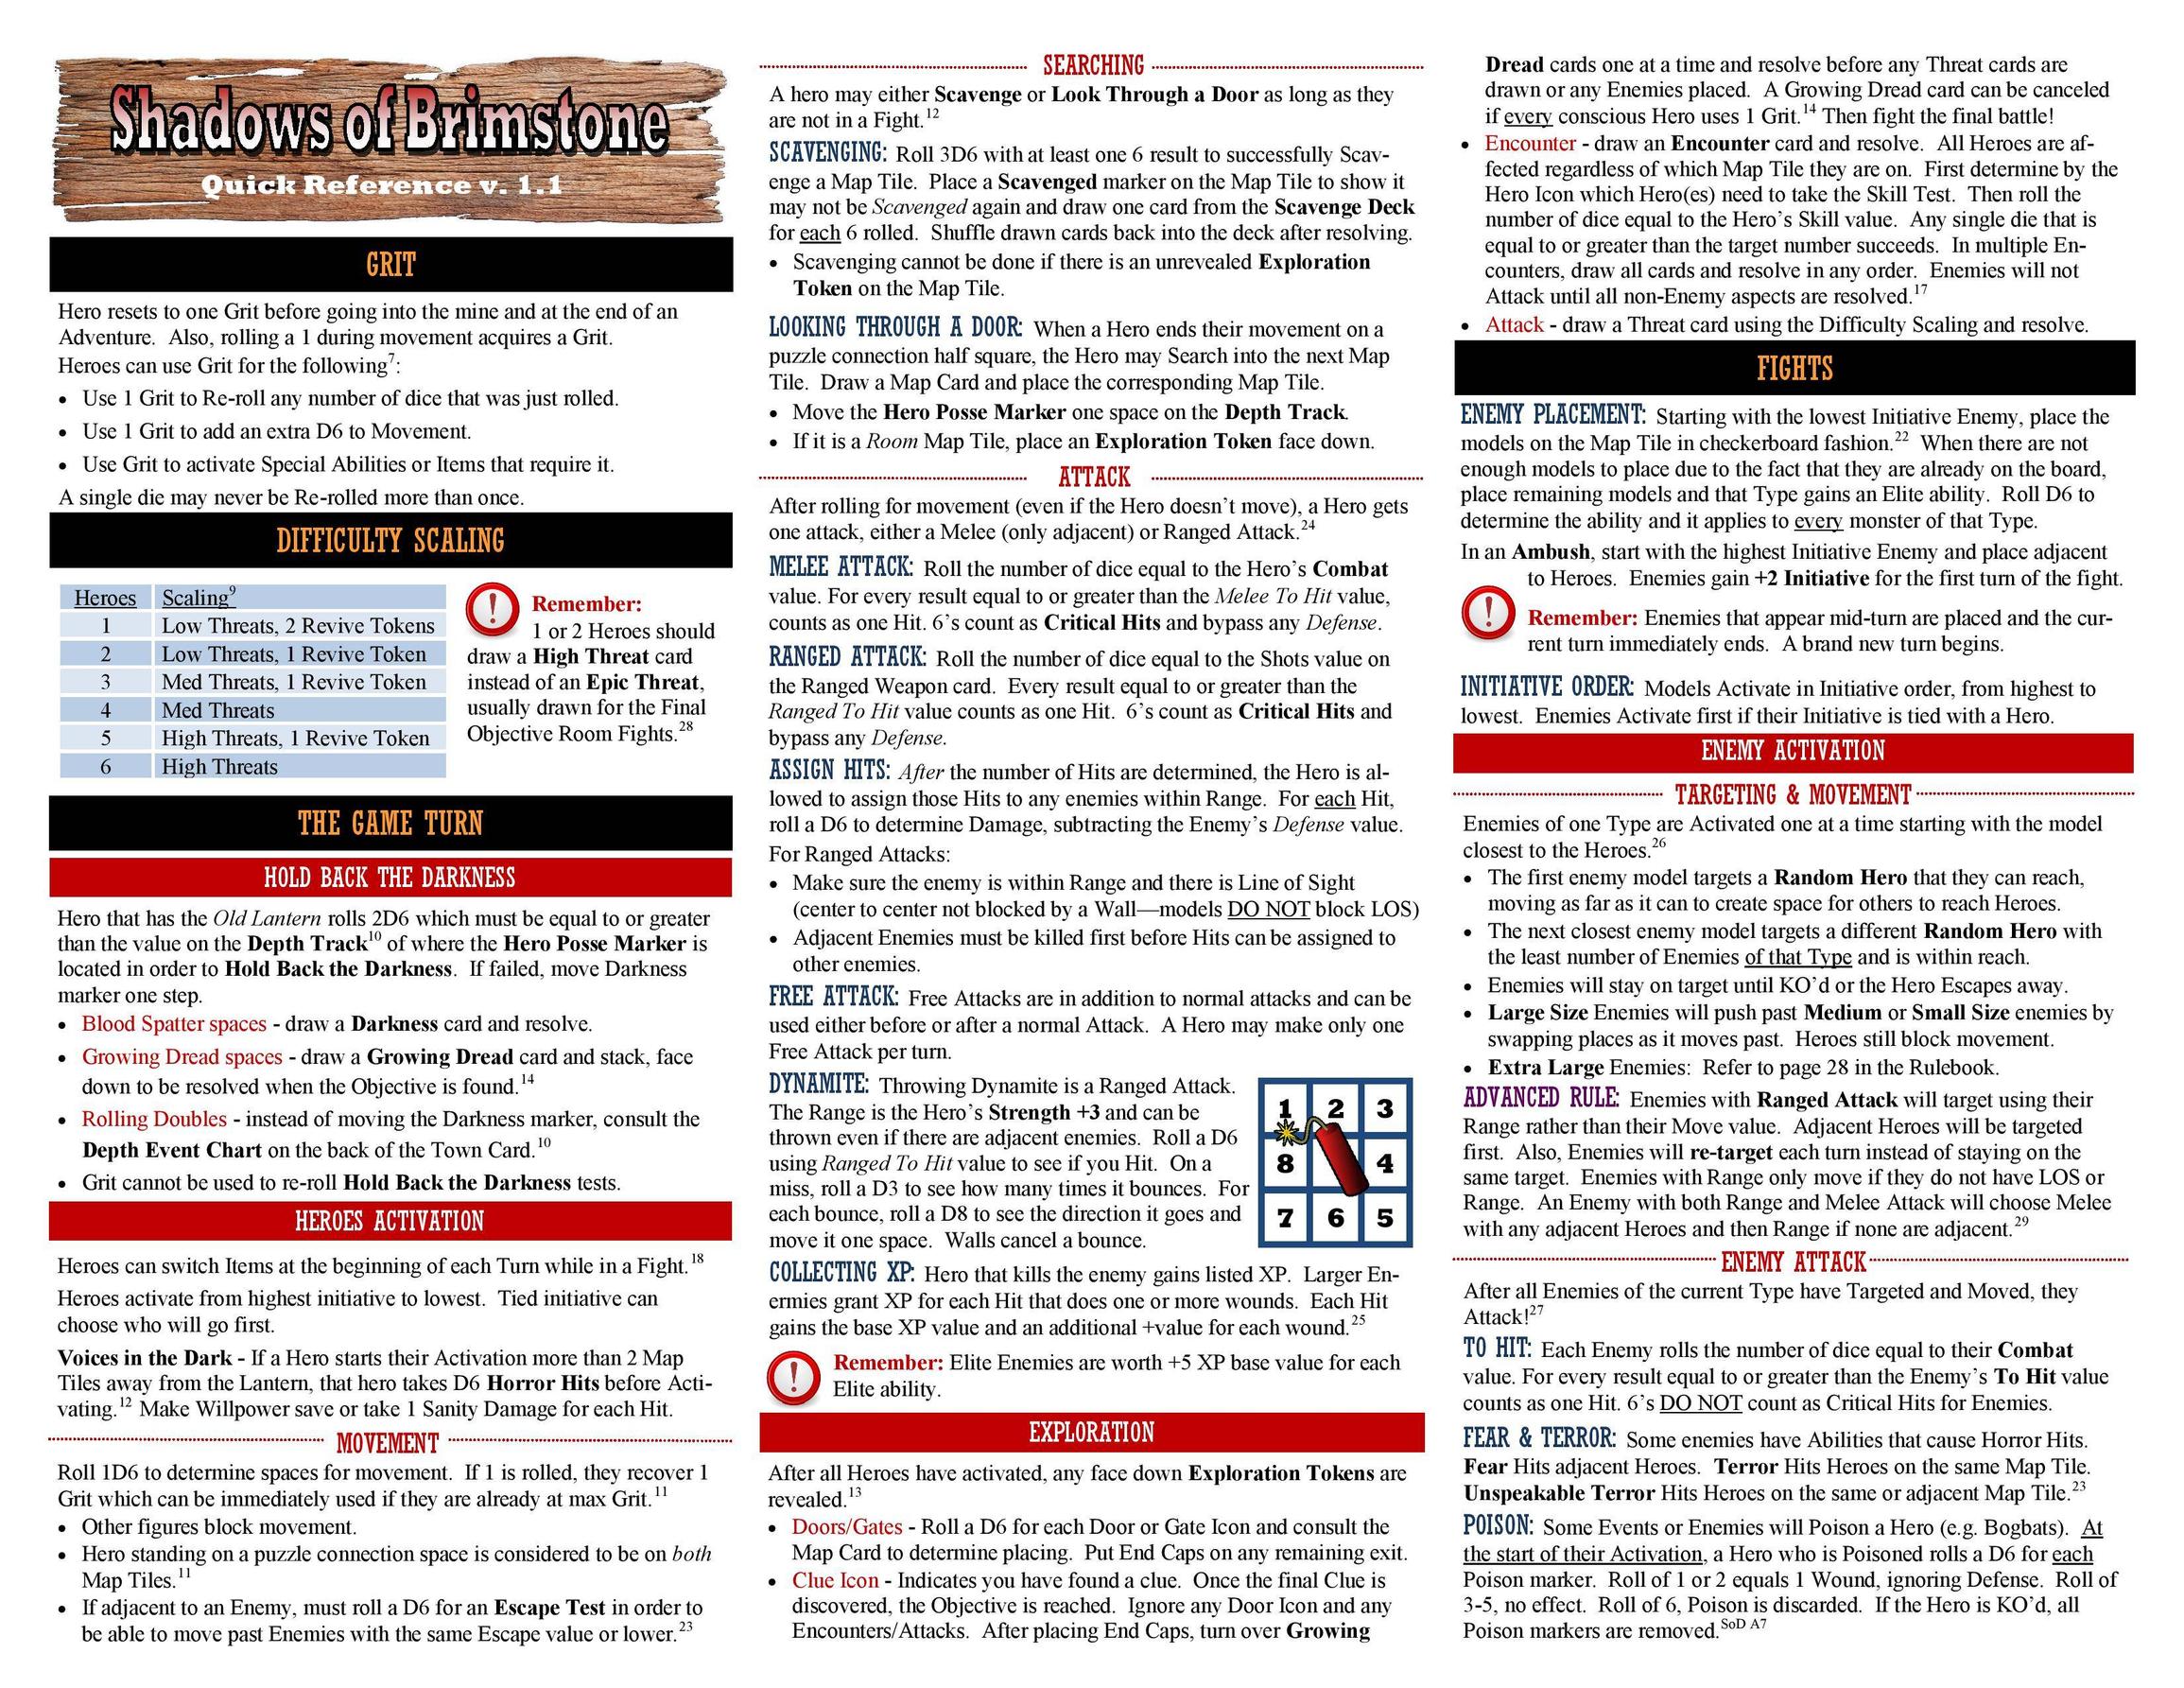 Shadows of Brimstone
Quick Reference v. 1.1
GRIT
Hero resets to one Grit before going into the mine and at the end of an
Adventure. Also, rolling a 1 during movement acquires a Grit.
Heroes can use Grit for the following7:
• Use 1 Grit to Re-roll any number of dice that was just rolled.
• Use 1 Grit to add an extra D6 to Movement.
• Use Grit to activate Special Abilities or Items that require it.
A single die may never be Re-rolled more than once.
DIFFICULTY SCALING
Heroes Scaling9
1 Low Threats, 2 Revive Tokens
2 Low Threats, 1 Revive Token
3 Med Threats, 1 Revive Token
4 Med Threats
5 High Threats, 1 Revive Token
6 High Threats
! Remember:
1 or 2 Heroes should
draw a High Threat card
instead of an Epic Threat,
usually drawn for the Final
Objective Room Fights.28
THE GAME TURN
HOLD BACK THE DARKNESS
Hero that has the Old Lantern rolls 2D6 which must be equal to or greater
than the value on the Depth Track10 of where the Hero Posse Marker is
located in order to Hold Back the Darkness. If failed, move Darkness
marker one step.
• Blood Spatter spaces - draw a Darkness card and resolve.
• Growing Dread spaces - draw a Growing Dread card and stack, face
down to be resolved when the Objective is found.14
• Rolling Doubles - instead of moving the Darkness marker, consult the
Depth Event Chart on the back of the Town Card.10
• Grit cannot be used to re-roll Hold Back the Darkness tests.
HEROES ACTIVATION
Heroes can switch Items at the beginning of each Turn while in a Fight.18
Heroes activate from highest initiative to lowest. Tied initiative can
choose who will go first.
Voices in the Dark - If a Hero starts their Activation more than 2 Map
Tiles away from the Lantern, that hero takes D6 Horror Hits before Acti-
vating.12 Make Willpower save or take 1 Sanity Damage for each Hit.
MOVEMENT
Roll 1D6 to determine spaces for movement. If 1 is rolled, they recover 1
Grit which can be immediately used if they are already at max Grit.11
• Other figures block movement.
• Hero standing on a puzzle connection space is considered to be on both
Map Tiles.11
• If adjacent to an Enemy, must roll a D6 for an Escape Test in order to
be able to move past Enemies with the same Escape value or lower.23
SEARCHING
A hero may either Scavenge or Look Through a Door as long as they
are not in a Fight.12
SCAVENGING: Roll 3D6 with at least one 6 result to successfully Scav-
enge a Map Tile. Place a Scavenged marker on the Map Tile to show it
may not be Scavenged again and draw one card from the Scavenge Deck
for each 6 rolled. Shuffle drawn cards back into the deck after resolving.
• Scavenging cannot be done if there is an unrevealed Exploration
Token on the Map Tile.
LOOKING THROUGH A DOOR: When a Hero ends their movement on a
puzzle connection half square, the Hero may Search into the next Map
Tile. Draw a Map Card and place the corresponding Map Tile.
• Move the Hero Posse Marker one space on the Depth Track.
• If it is a Room Map Tile, place an Exploration Token face down.
ATTACK
After rolling for movement (even if the Hero doesn't move), a Hero gets
one attack, either a Melee (only adjacent) or Ranged Attack.24
MELEE ATTACK: Roll the number of dice equal to the Hero's Combat
value. For every result equal to or greater than the Melee To Hit value,
counts as one Hit. 6's count as Critical Hits and bypass any Defense.
RANGED ATTACK: Roll the number of dice equal to the Shots value on
the Ranged Weapon card. Every result equal to or greater than the
Ranged To Hit value counts as one Hit. 6's count as Critical Hits and
bypass any Defense.
ASSIGN HITS: After the number of Hits are determined, the Hero is al-
lowed to assign those Hits to any enemies within Range. For each Hit,
roll a D6 to determine Damage, subtracting the Enemy's Defense value.
For Ranged Attacks:
• Make sure the enemy is within Range and there is Line of Sight
(center to center not blocked by a Wall—models DO NOT block LOS)
• Adjacent Enemies must be killed first before Hits can be assigned to
other enemies.
FREE ATTACK: Free Attacks are in addition to normal attacks and can be
used either before or after a normal Attack. A Hero may make only one
Free Attack per turn.
DYNAMITE: Throwing Dynamite is a Ranged Attack.
The Range is the Hero's Strength +3 and can be
thrown even if there are adjacent enemies. Roll a D6
using Ranged To Hit value to see if you Hit. On a
miss, roll a D3 to see how many times it bounces. For
each bounce, roll a D8 to see the direction it goes and
move it one space. Walls cancel a bounce.
1 2 3
8 4
7 6 5
COLLECTING XP: Hero that kills the enemy gains listed XP. Larger En-
ermies grant XP for each Hit that does one or more wounds. Each Hit
gains the base XP value and an additional +value for each wound.25
! Remember: Elite Enemies are worth +5 XP base value for each
Elite ability.
EXPLORATION
After all Heroes have activated, any face down Exploration Tokens are
revealed.13
• Doors/Gates - Roll a D6 for each Door or Gate Icon and consult the
Map Card to determine placing. Put End Caps on any remaining exit.
• Clue Icon - Indicates you have found a clue. Once the final Clue is
discovered, the Objective is reached. Ignore any Door Icon and any
Encounters/Attacks. After placing End Caps, turn over Growing
Dread cards one at a time and resolve before any Threat cards are
drawn or any Enemies placed. A Growing Dread card can be canceled
if every conscious Hero uses 1 Grit.14 Then fight the final battle!
• Encounter - draw an Encounter card and resolve. All Heroes are af-
fected regardless of which Map Tile they are on. First determine by the
Hero Icon which Hero(es) need to take the Skill Test. Then roll the
number of dice equal to the Hero's Skill value. Any single die that is
equal to or greater than the target number succeeds. In multiple En-
counters, draw all cards and resolve in any order. Enemies will not
Attack until all non-Enemy aspects are resolved.17
• Attack - draw a Threat card using the Difficulty Scaling and resolve.
FIGHTS
ENEMY PLACEMENT: Starting with the lowest Initiative Enemy, place the
models on the Map Tile in checkerboard fashion.22 When there are not
enough models to place due to the fact that they are already on the board,
place remaining models and that Type gains an Elite ability. Roll D6 to
determine the ability and it applies to every monster of that Type.
In an Ambush, start with the highest Initiative Enemy and place adjacent
to Heroes. Enemies gain +2 Initiative for the first turn of the fight.
! Remember: Enemies that appear mid-turn are placed and the cur-
rent turn immediately ends. A brand new turn begins.
INITIATIVE ORDER: Models Activate in Initiative order, from highest to
lowest. Enemies Activate first if their Initiative is tied with a Hero.
ENEMY ACTIVATION
TARGETING & MOVEMENT
Enemies of one Type are Activated one at a time starting with the model
closest to the Heroes.26
• The first enemy model targets a Random Hero that they can reach,
moving as far as it can to create space for others to reach Heroes.
• The next closest enemy model targets a different Random Hero with
the least number of Enemies of that Type and is within reach.
• Enemies will stay on target until KO'd or the Hero Escapes away.
• Large Size Enemies will push past Medium or Small Size enemies by
swapping places as it moves past. Heroes still block movement.
• Extra Large Enemies: Refer to page 28 in the Rulebook.
ADVANCED RULE: Enemies with Ranged Attack will target using their
Range rather than their Move value. Adjacent Heroes will be targeted
first. Also, Enemies will re-target each turn instead of staying on the
same target. Enemies with Range only move if they do not have LOS or
Range. An Enemy with both Range and Melee Attack will choose Melee
with any adjacent Heroes and then Range if none are adjacent.29
ENEMY ATTACK
After all Enemies of the current Type have Targeted and Moved, they
Attack!27
TO HIT: Each Enemy rolls the number of dice equal to their Combat
value. For every result equal to or greater than the Enemy's To Hit value
counts as one Hit. 6's DO NOT count as Critical Hits for Enemies.
FEAR & TERROR: Some enemies have Abilities that cause Horror Hits.
Fear Hits adjacent Heroes. Terror Hits Heroes on the same Map Tile.
Unspeakable Terror Hits Heroes on the same or adjacent Map Tile.23
POISON: Some Events or Enemies will Poison a Hero (e.g. Bogbats). At
the start of their Activation, a Hero who is Poisoned rolls a D6 for each
Poison marker. Roll of 1 or 2 equals 1 Wound, ignoring Defense. Roll of
3-5, no effect. Roll of 6, Poison is discarded. If the Hero is KO'd, all
Poison markers are removed.SoD A7